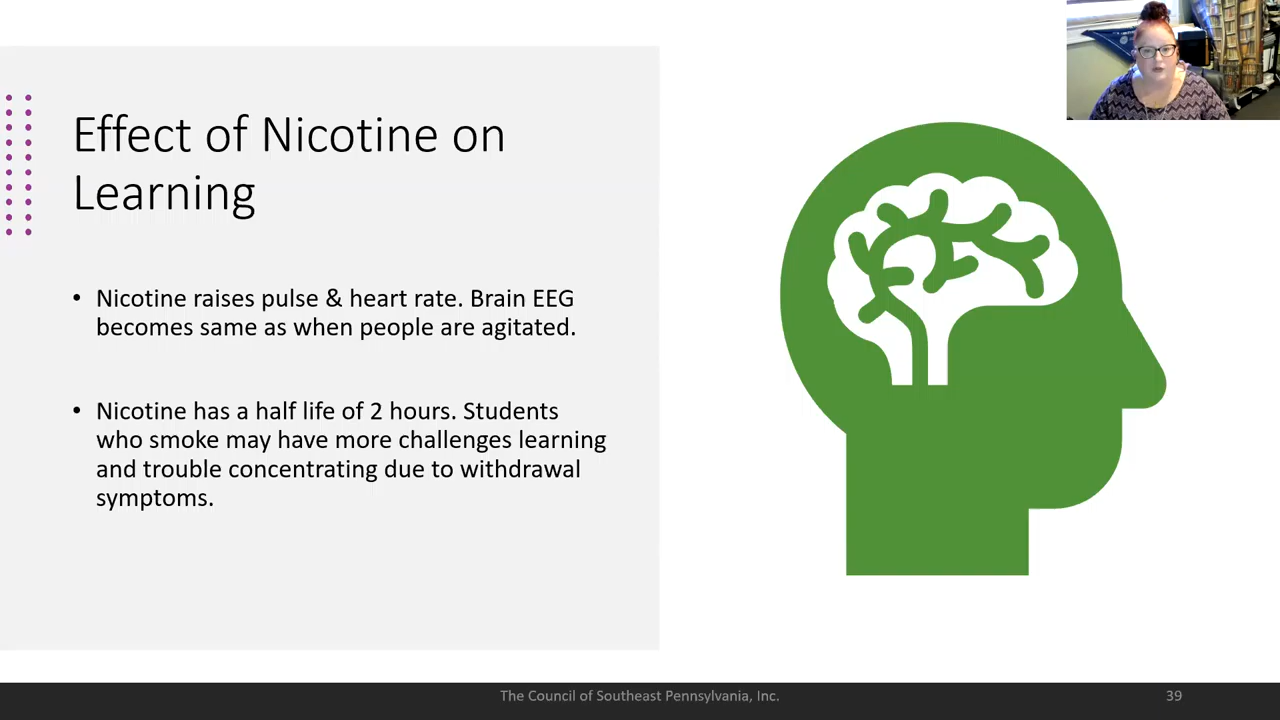 Effect of Nicotine on
Learning
• Nicotine raises pulse & heart rate. Brain EEG
becomes same as when people are agitated.
• Nicotine has a half life of 2 hours. Students
who smoke may have more challenges learning
and trouble concentrating due to withdrawal
symptoms.
The Council of Southeast Pennsylvania, Inc.
39